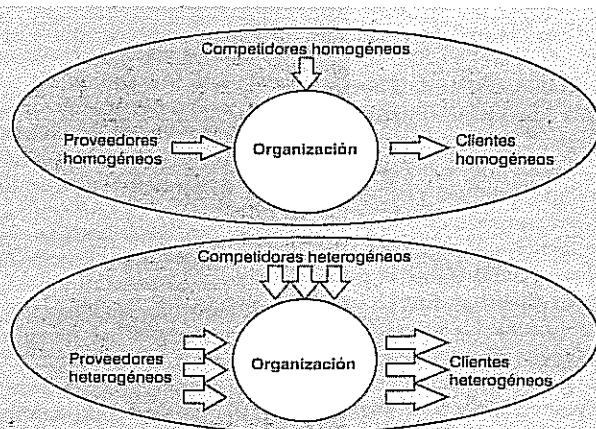 Competidores homogéneos
Proveedores
homogéneos
Organización
Clientes
homogéneos
Competidores heterogéneos
Proveedores
heterogéneos
Organización
Clientes
heterogéneos